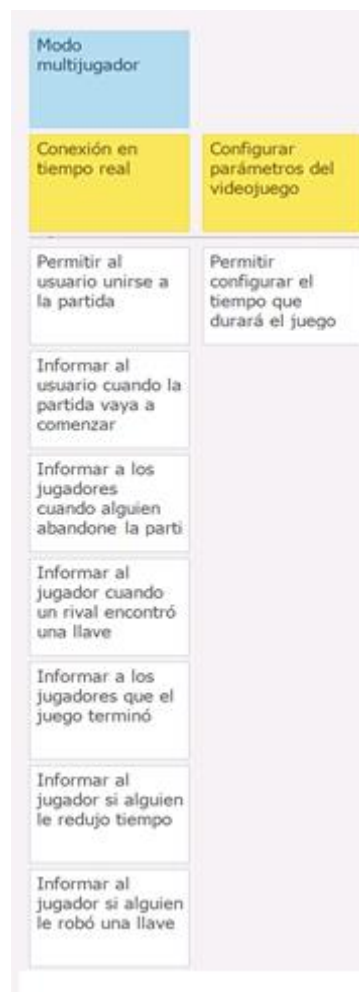 Modo
multijugador
Conexión en
tiempo real
Configurar
parámetros del
videojuego
Permitir al
usuario unirse a
la partida
Permitir
configurar el
tiempo que
durará el juego
Informar al
usuario cuando la
partida vaya a
comenzar
Informar a los
jugadores
cuando alguien
abandone la parti
Informar al
jugador cuando
un rival encontró
una llave
Informar a los
jugadores que el
juego terminó
Informar al
jugador si alguien
le redujo tiempo
Informar al
jugador si alguien
le robó una llave